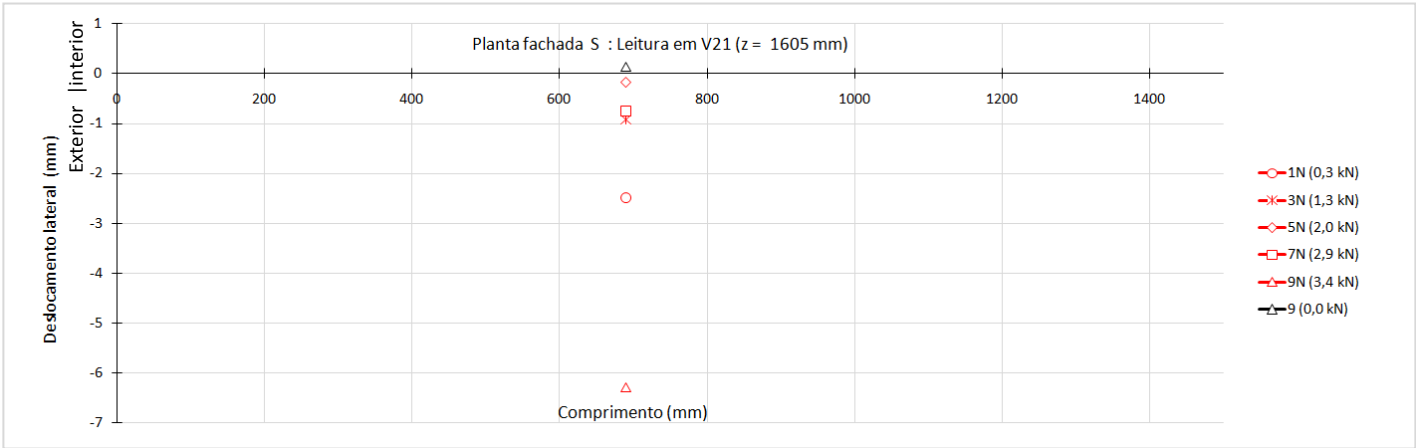 Planta fachada S : Leitura em V21 (z = 1605 mm)
Exterior |interior
Deslocamento lateral (mm)
1
0
-1
-2
-3
-4
-5
-6
-7
0 200 400 600 800 1000 1200 1400
Comprimento (mm)
1N (0,3 kN)
3N (1,3 kN)
5N (2,0 kN)
7N (2,9 kN)
9N (3,4 kN)
9 (0,0 kN)